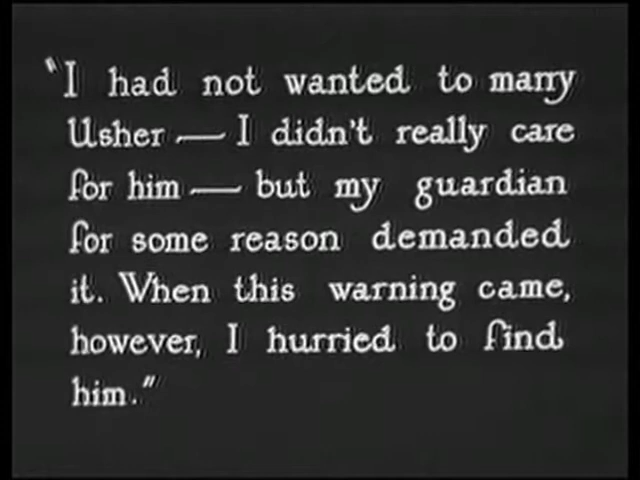 "I had not wanted to marry
Usher — I didn't really care
for him — but my guardian
for some reason demanded
it. When this warning came,
however, I hurried to find
him."